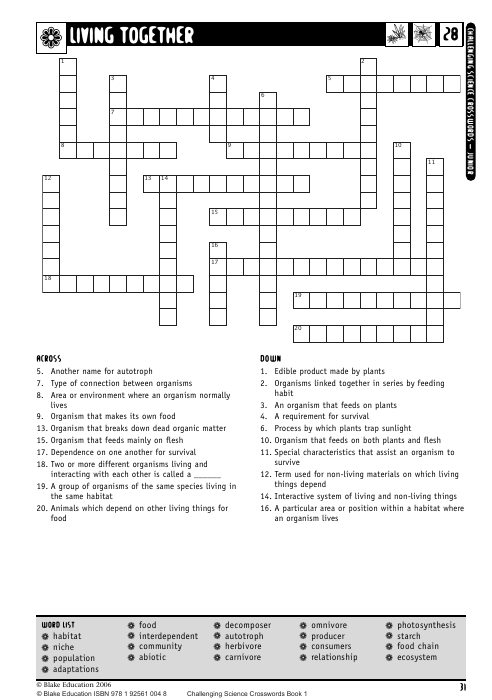 LIVING TOGETHER
28
CHALLENGING SCIENCE CROSSWORDS – JUNIOR
1
2
3
4
5
6
7
8
9
10
11
12
13
14
15
16
17
18
19
20
ACROSS
5. Another name for autotroph
7. Type of connection between organisms
8. Area or environment where an organism normally
lives
9. Organism that makes its own food
13. Organism that breaks down dead organic matter
15. Organism that feeds mainly on flesh
17. Dependence on one another for survival
18. Two or more different organisms living and
interacting with each other is called a ______
19. A group of organisms of the same species living in
the same habitat
20. Animals which depend on other living things for
food
DOWN
1. Edible product made by plants
2. Organisms linked together in series by feeding
habit
3. An organism that feeds on plants
4. A requirement for survival
6. Process by which plants trap sunlight
10. Organism that feeds on both plants and flesh
11. Special characteristics that assist an organism to
survive
12. Term used for non-living materials on which living
things depend
14. Interactive system of living and non-living things
16. A particular area or position within a habitat where
an organism lives
WORD LIST
habitat
niche
population
adaptations
food
interdependent
community
abiotic
decomposer
autotroph
herbivore
carnivore
omnivore
producer
consumers
relationship
photosynthesis
starch
food chain
ecosystem
© Blake Education 2006
31
© Blake Education ISBN 978 1 92561 004 8 Challenging Science Crosswords Book 1